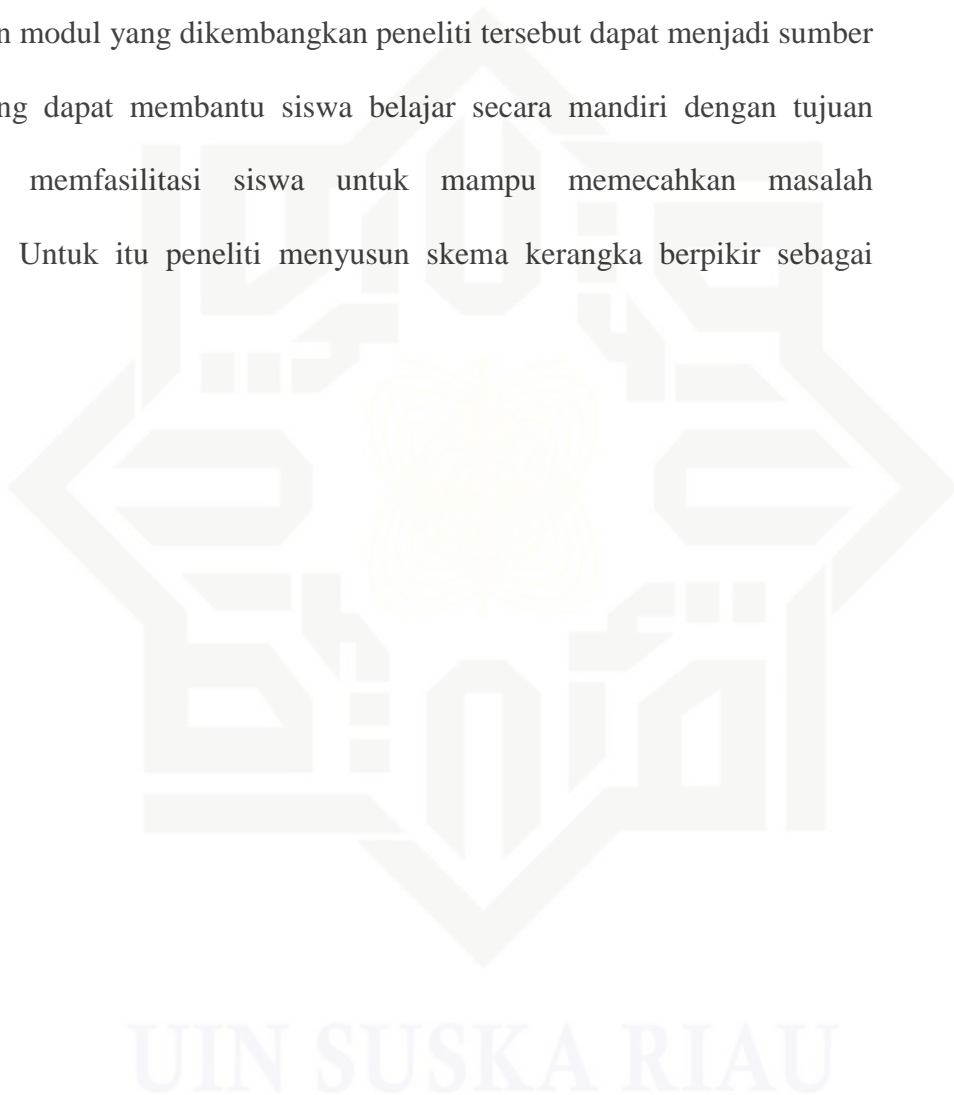 n modul yang dikembangkan peneliti tersebut dapat menjadi sumber
ng dapat membantu siswa belajar secara mandiri dengan tujuan
memfasilitasi siswa untuk mampu memecahkan masalah
Untuk itu peneliti menyusun skema kerangka berpikir sebagai
UIN SUSKA RIAU